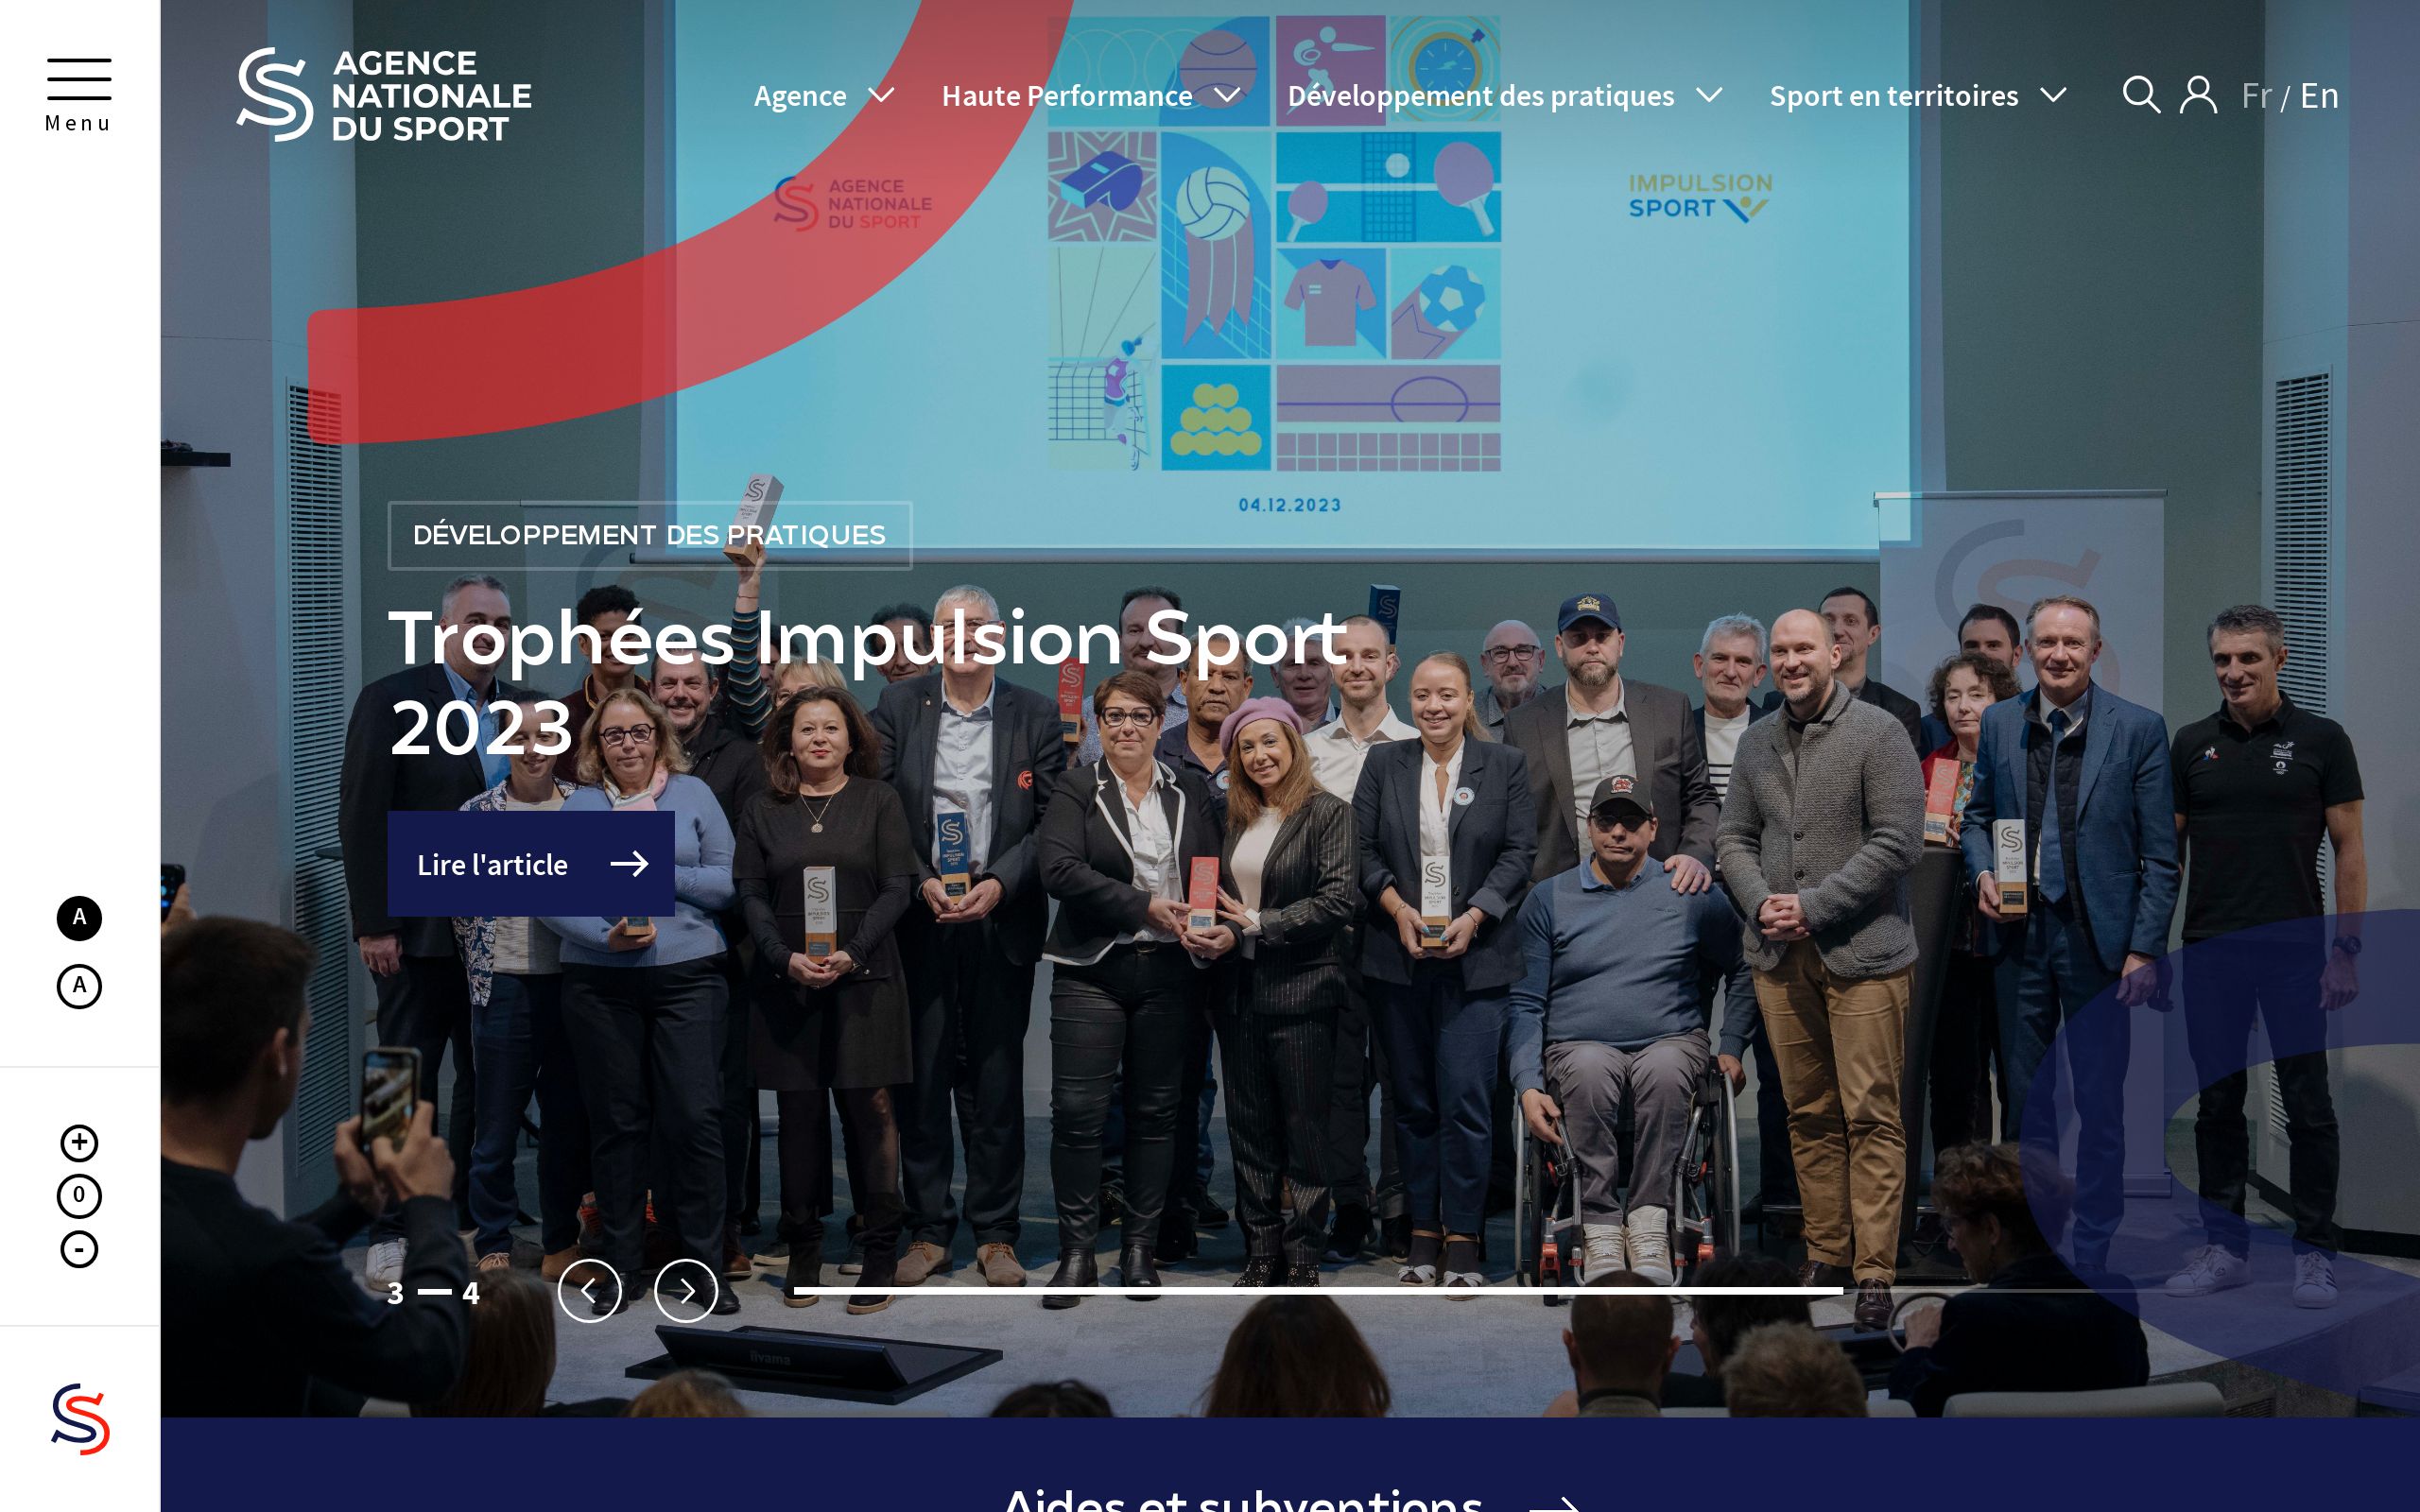 Menu
AGENCE
NATIONALE
DU SPORT
Agence
Haute Performance
Développement des pratiques
Sport en territoires
Fr / En
AGENCE
NATIONALE
DU SPORT
IMPULSION
SPORT
04.12.2023
DÉVELOPPEMENT DES PRATIQUES
Trophées Impulsion Sport
2023
Lire l'article
A
A
+
0
-
3 — 4
iiyama
Aides et subventions